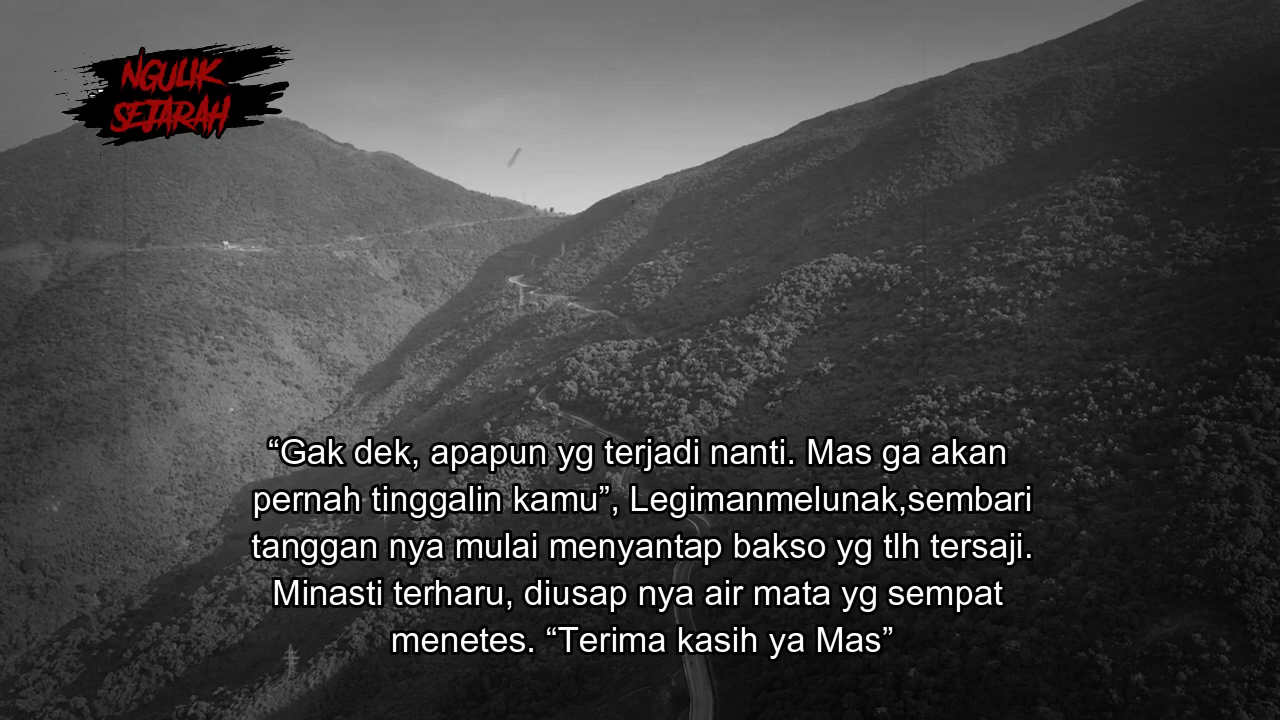 NGULIK
SEJARAH
“Gak dek, apapun yg terjadi nanti. Mas ga akan
pernah tinggalin kamu”, Legimanmelunak,sembari
tanggan nya mulai menyantap bakso yg tlh tersaji.
Minasti terharu, diusap nya air mata yg sempat
menetes. “Terima kasih ya Mas”